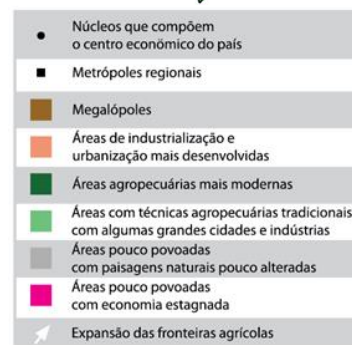 Núcleos que compõem
o centro econömico do país
Metrópoles regionais
Megalópoles
Áreas de industrialização e
urbanização mais desenvolvidas
Áreas agropecuárias mais modernas
Áreas com técnicas agropecuárias tradicionais
com algumas grandes cidades e indústrias
Áreas pouco povoadas
com paisagens naturais pouco alteradas
Áreas pouco povoadas
com economia estagnada
Expansão das fronteiras agrícolas